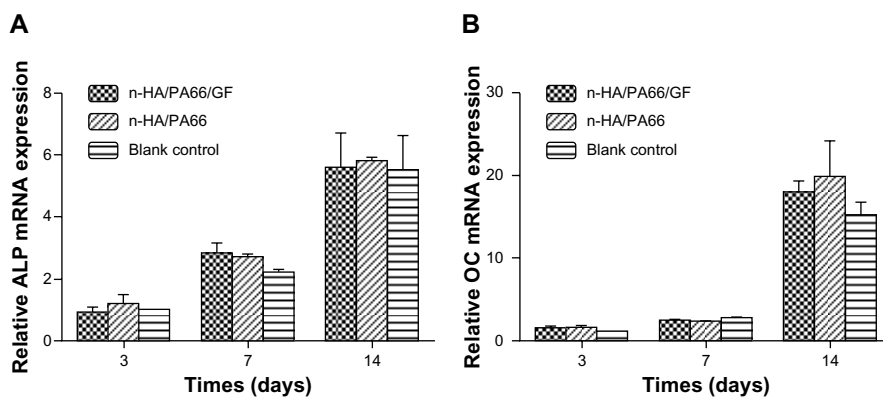 A
Relative ALP mRNA expression
8
6
4
2
0
n-HA/PA66/GF
n-HA/PA66
Blank control
3 7 14
Times (days)
B
Relative OC mRNA expression
30
20
10
0
n-HA/PA66/GF
n-HA/PA66
Blank control
3 7 14
Times (days)